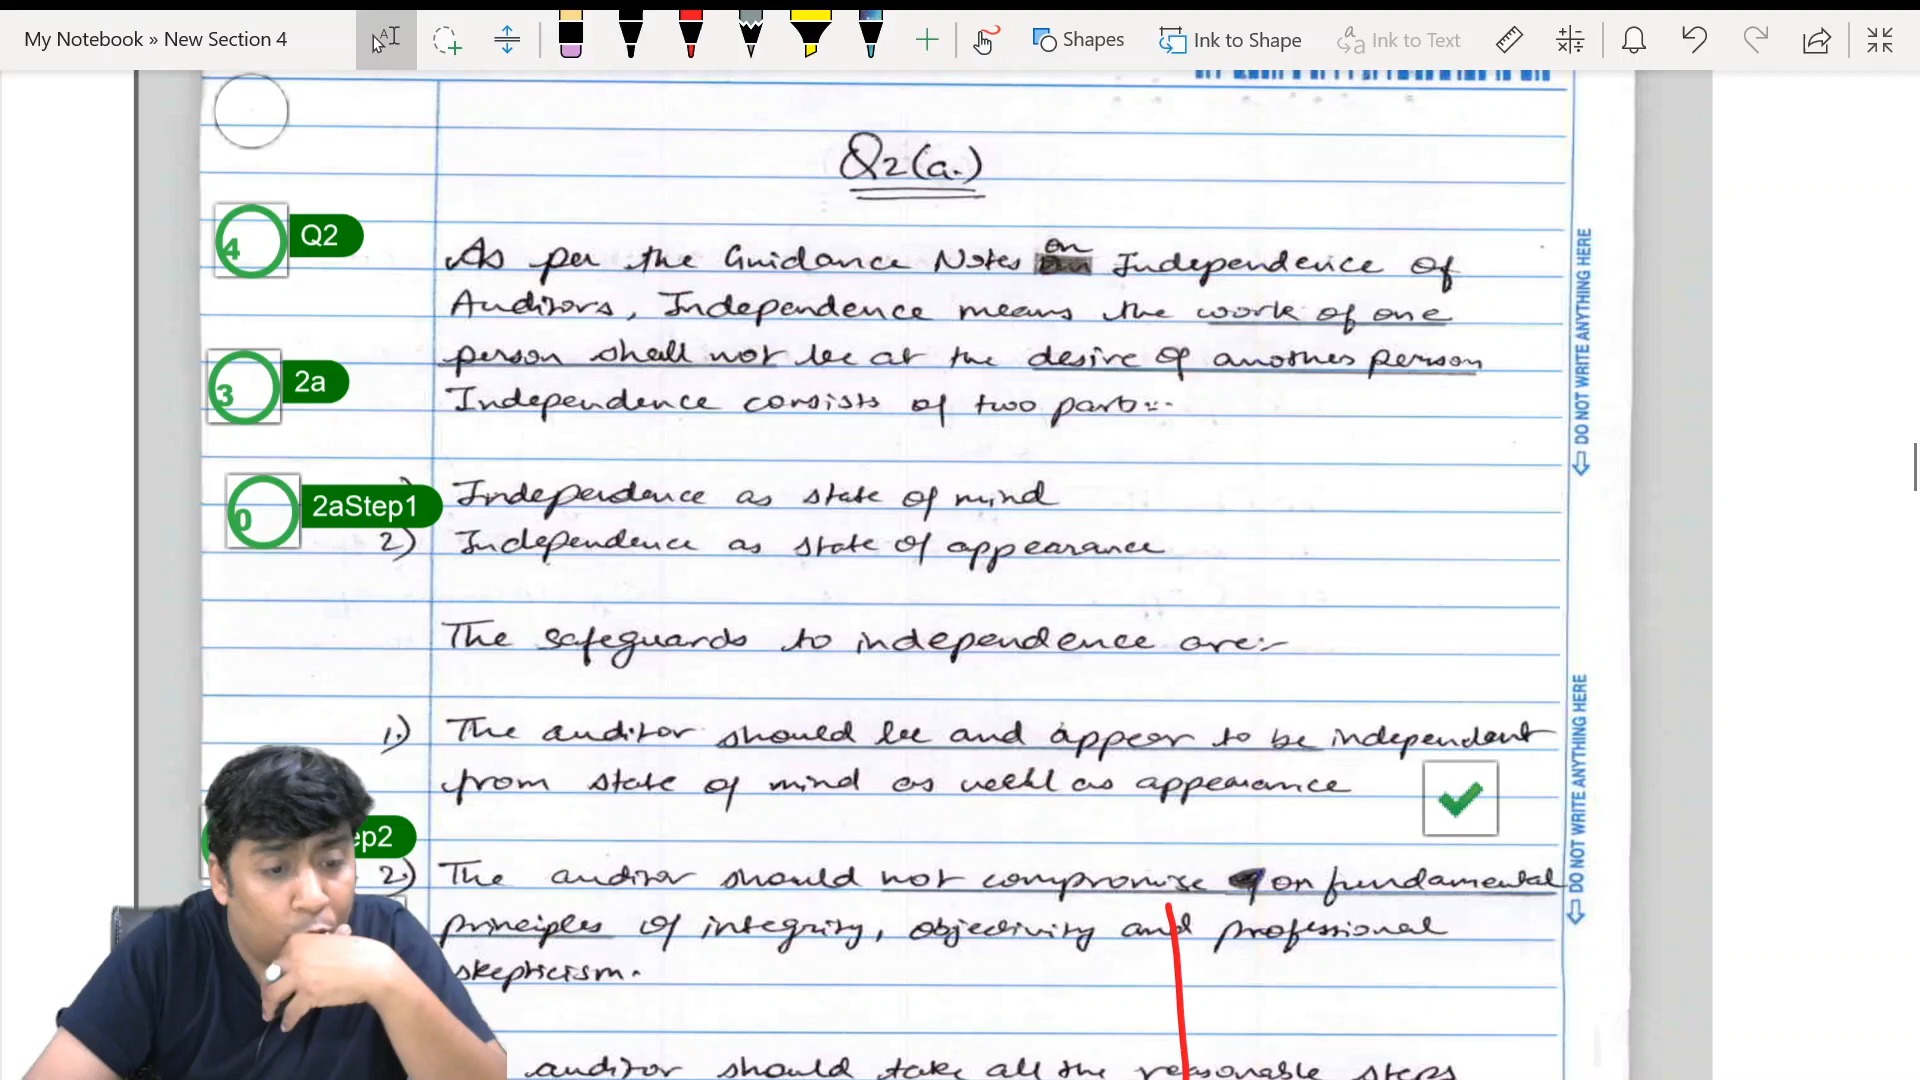 My Notebook » New Section 4
Shapes
Ink to Shape
Ink to Text
Q2(a.)
4 Q2
As per the Guidance Notes on Independence of
Auditors, Independence means the work of one
3 2a
person shall not be at the desire of another person
Independence consists of two part:-
0 2aStep1
Independence as state of mind
2) Independence as state of appearance
The safeguards to independence are:-
1.) The auditor should be and appear to be independent
from state of mind as well as appearance
ep2
2.) The auditor should not compromise on fundamental
principles of integrity, objectivity and professional
skepticism.
auditor should take all the reasonable steps
DO NOT WRITE ANYTHING HERE
DO NOT WRITE ANYTHING HERE